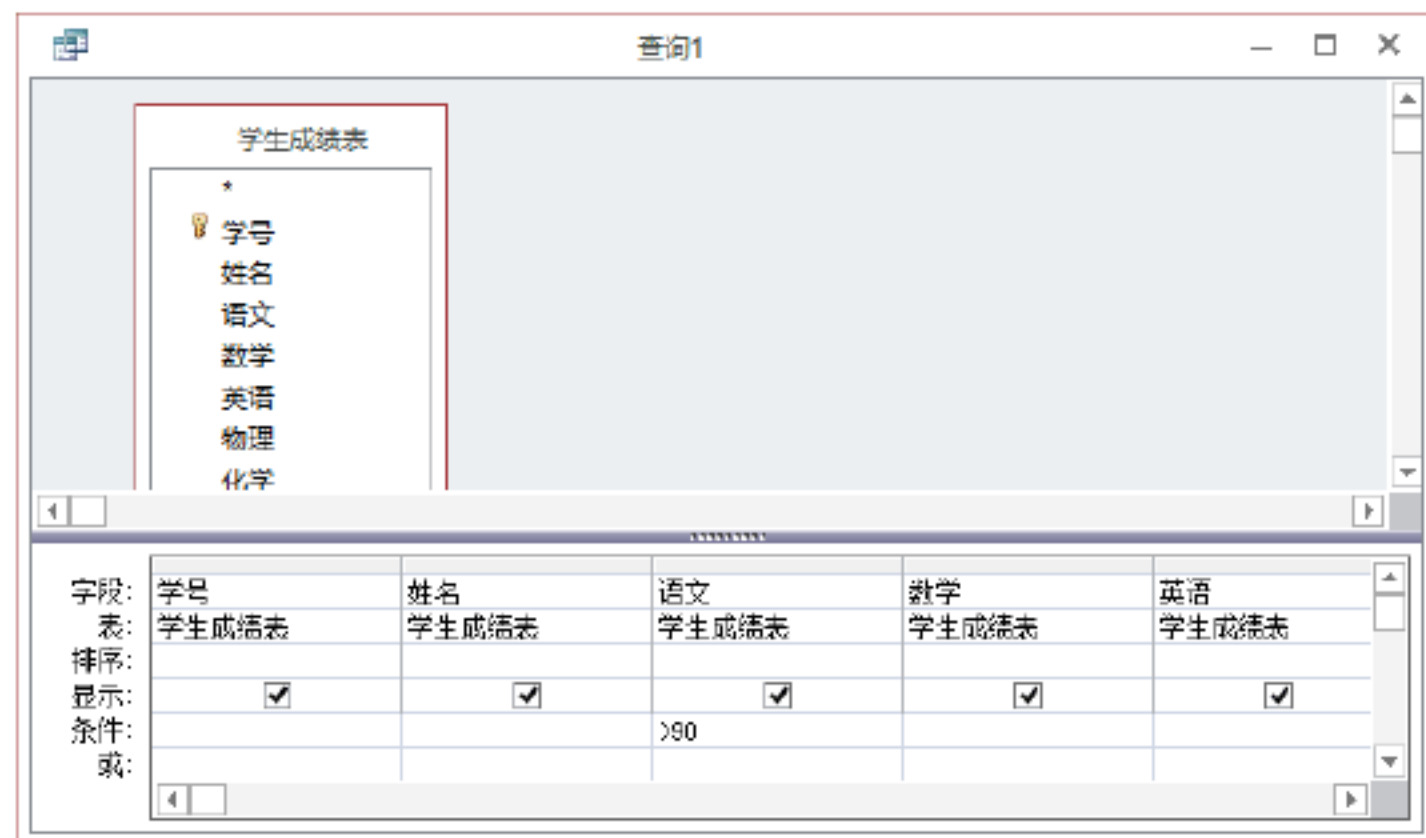 查询1
学生成绩表
*
学号
姓名
语文
数学
英语
物理
化学
字段: 学号 姓名 语文 数学 英语
表: 学生成绩表 学生成绩表 学生成绩表 学生成绩表 学生成绩表
排序:
显示:
条件: >90
或: